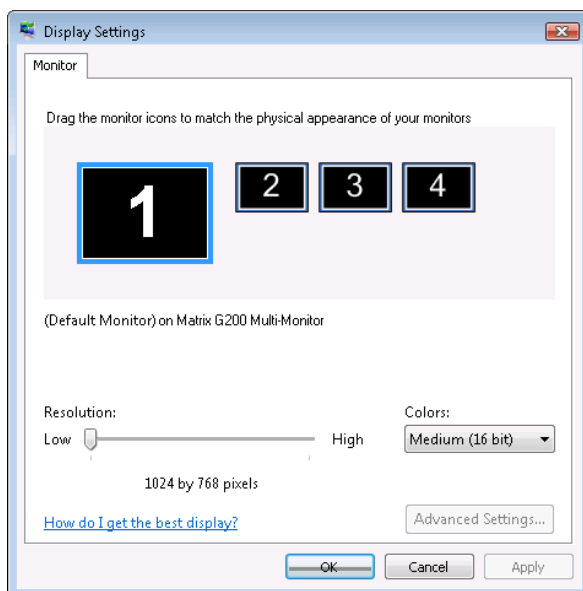 Display Settings
Monitor
Drag the monitor icons to match the physical appearance of your monitors
1 2 3 4
(Default Monitor) on Matrix G200 Multi-Monitor
Resolution: Colors:
Low High Medium (16 bit)
1024 by 768 pixels
How do I get the best display? Advanced Settings...
OK Cancel Apply